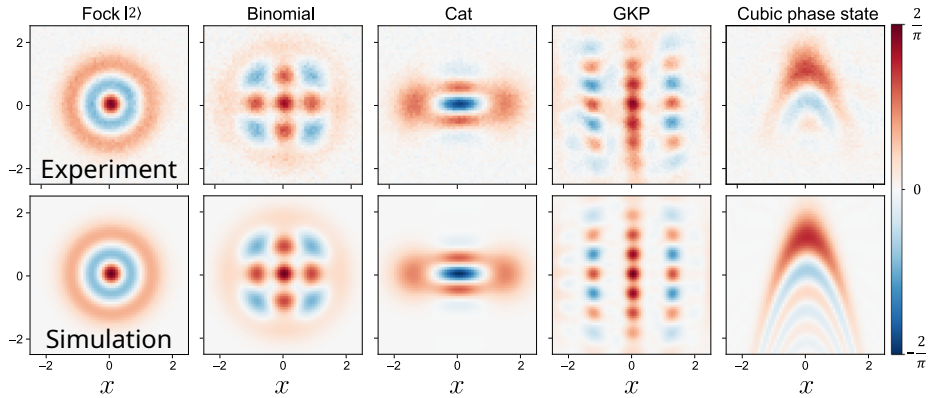 Fock |2⟩ Binomial Cat GKP Cubic phase state
2/π
2
0
−2
Experiment
0
2
0
−2
Simulation
−2/π
−2 0 2 −2 0 2 −2 0 2 −2 0 2 −2 0 2
x x x x x